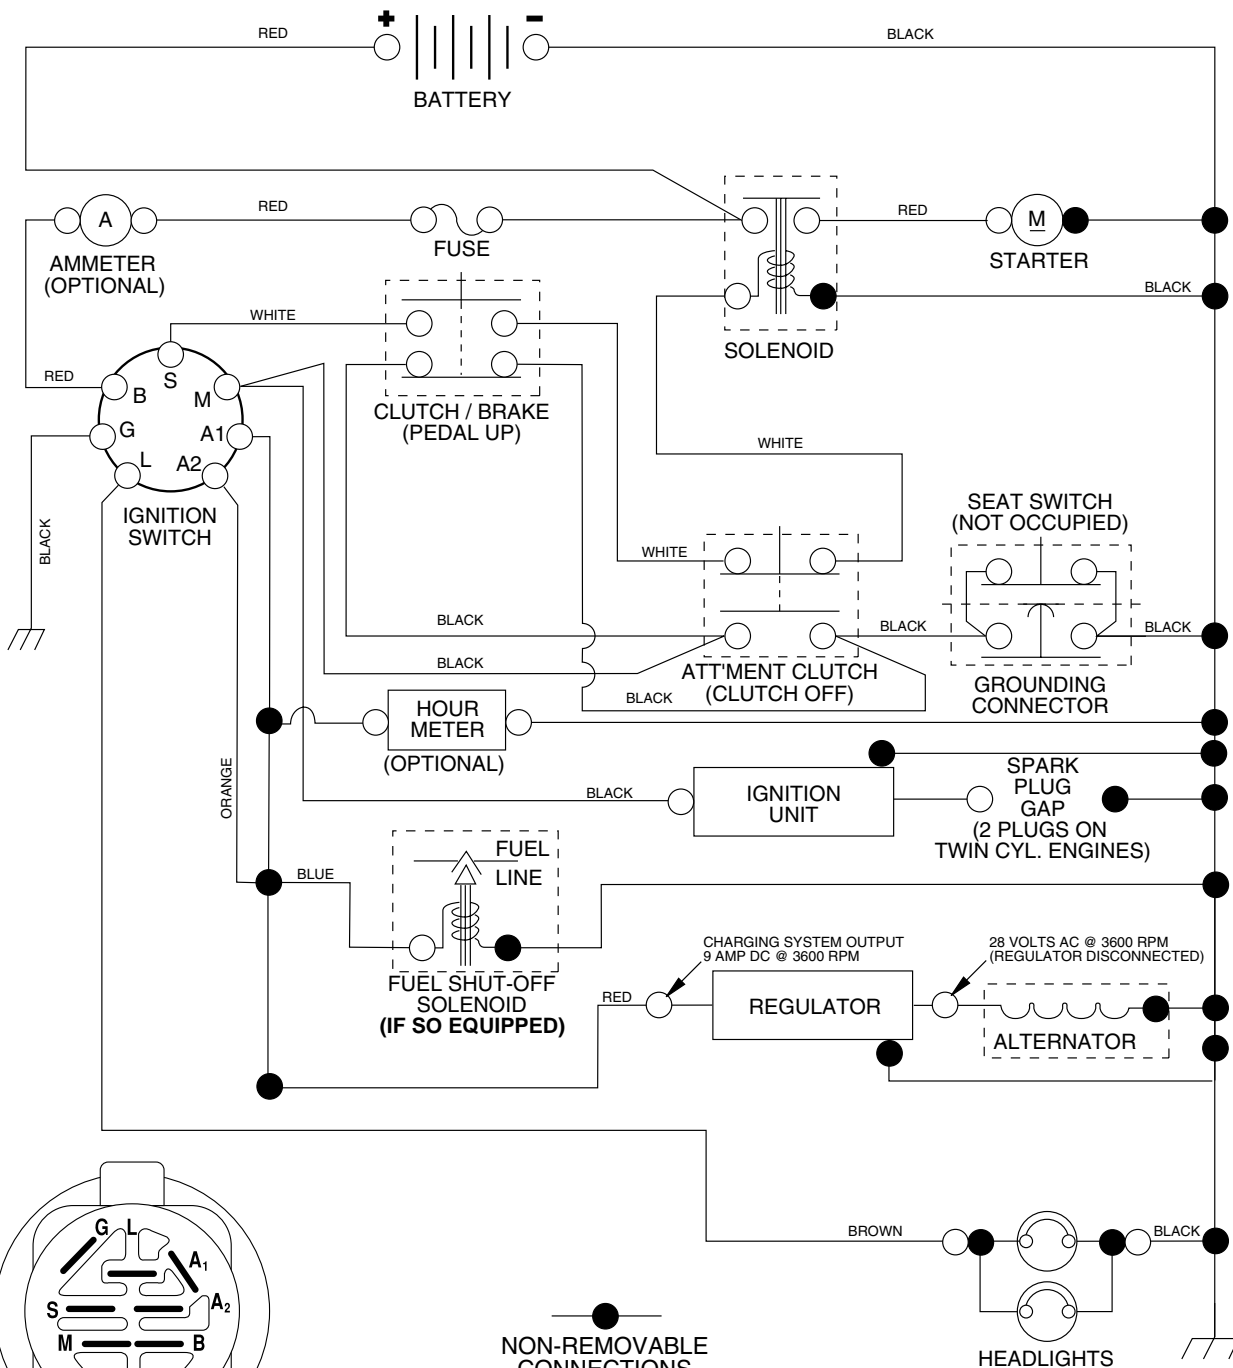 + -
RED
BLACK
BATTERY
A
RED
FUSE
RED
M
AMMETER
(OPTIONAL)
STARTER
BLACK
WHITE
SOLENOID
RED
S
B
M
G
A1
L
A2
CLUTCH / BRAKE
(PEDAL UP)
WHITE
IGNITION
SWITCH
BLACK
SEAT SWITCH
(NOT OCCUPIED)
WHITE
BLACK
BLACK
BLACK
BLACK
ATT'MENT CLUTCH
(CLUTCH OFF)
GROUNDING
CONNECTOR
BLACK
HOUR
METER
(OPTIONAL)
ORANGE
BLACK
IGNITION
UNIT
SPARK
PLUG
GAP
(2 PLUGS ON
TWIN CYL. ENGINES)
BLUE
FUEL
LINE
FUEL SHUT-OFF
SOLENOID
(IF SO EQUIPPED)
CHARGING SYSTEM OUTPUT
9 AMP DC @ 3600 RPM
28 VOLTS AC @ 3600 RPM
(REGULATOR DISCONNECTED)
RED
REGULATOR
ALTERNATOR
BROWN
BLACK
HEADLIGHTS
G L
A1
S
A2
M
B
NON-REMOVABLE
CONNECTIONS